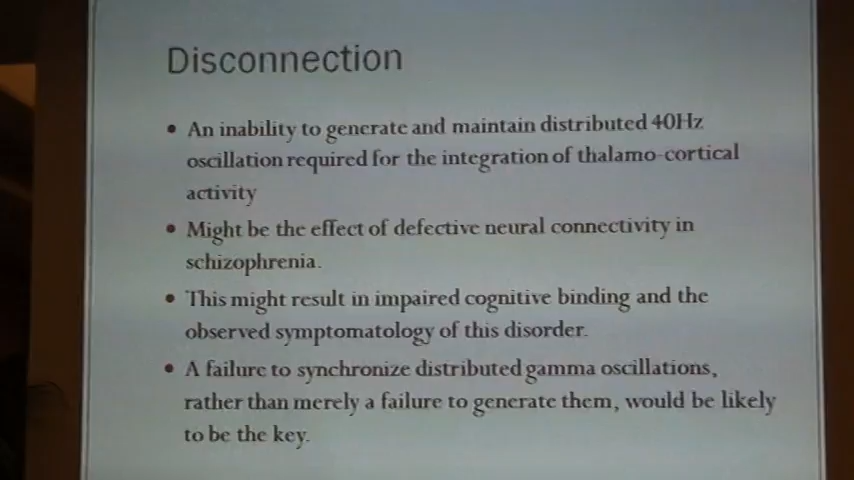 Disconnection
• An inability to generate and maintain distributed 40Hz
oscillation required for the integration of thalamo-cortical
activity
• Might be the effect of defective neural connectivity in
schizophrenia.
• This might result in impaired cognitive binding and the
observed symptomatology of this disorder.
• A failure to synchronize distributed gamma oscillations,
rather than merely a failure to generate them, would be likely
to be the key.